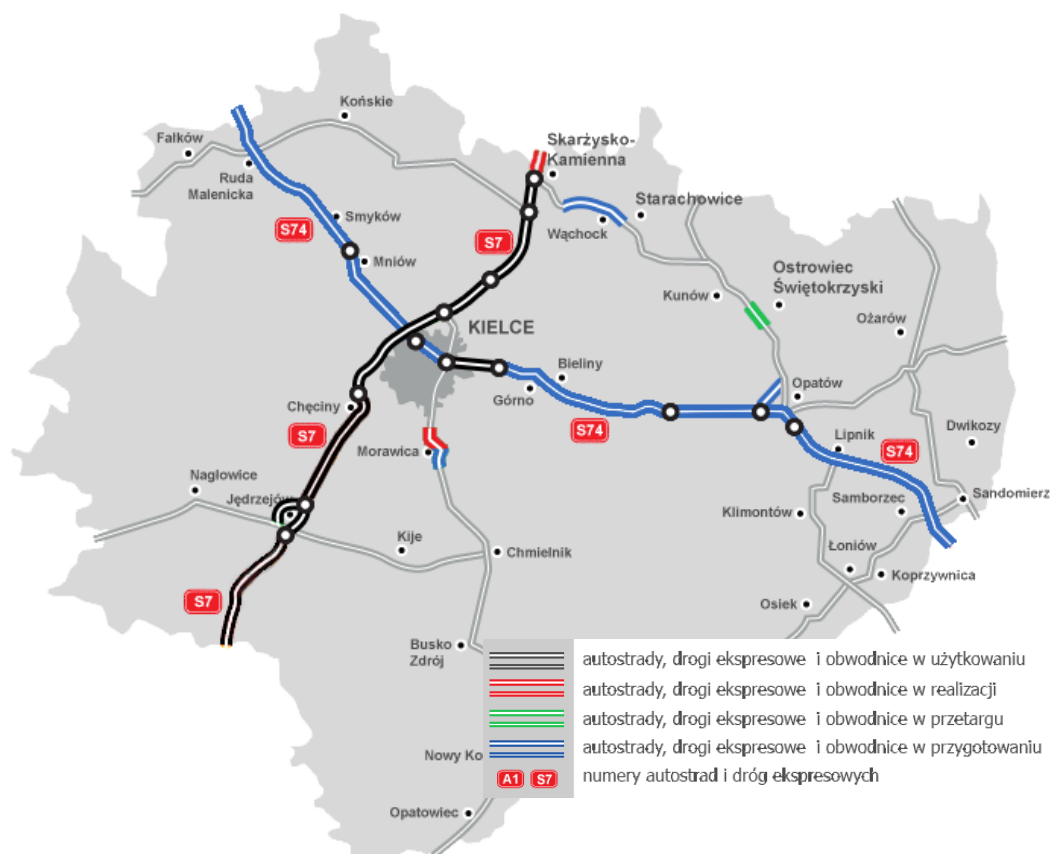 Końskie
Fałków
Skarżysko-
Kamienna
Ruda
Malenicka
Starachowice
Smyków
S74
Wąchock
S7
Mniów
Ostrowiec
Świętokrzyski
Kunów
KIELCE
Ożarów
Bieliny
Opatów
Górno
Chęciny
S7
S74
Lipnik
Dwikozy
Morawica
S74
Nagłowice
Jędrzejów
Samborzec
Sandomierz
Klimontów
Kije
Chmielnik
Łoniów
Koprzywnica
S7
Osiek
Busko
Zdrój
autostrady, drogi ekspresowe i obwodnice w użytkowaniu
autostrady, drogi ekspresowe i obwodnice w realizacji
autostrady, drogi ekspresowe i obwodnice w przetargu
Nowy Ko
autostrady, drogi ekspresowe i obwodnice w przygotowaniu
A1 S7 numery autostrad i dróg ekspresowych
Opatowiec